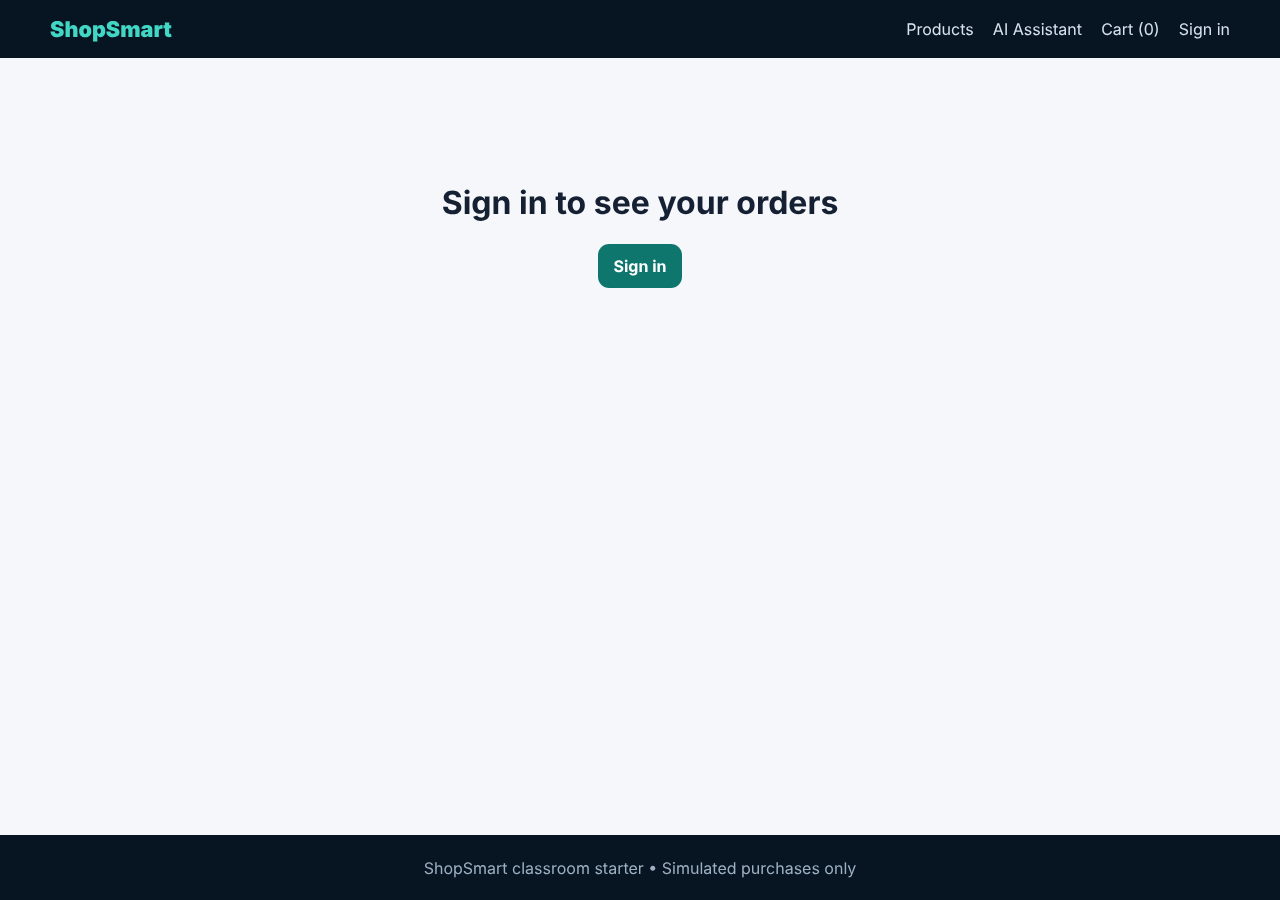 ShopSmart
Products AI Assistant Cart (0) Sign in
Sign in to see your orders
Sign in
ShopSmart classroom starter • Simulated purchases only